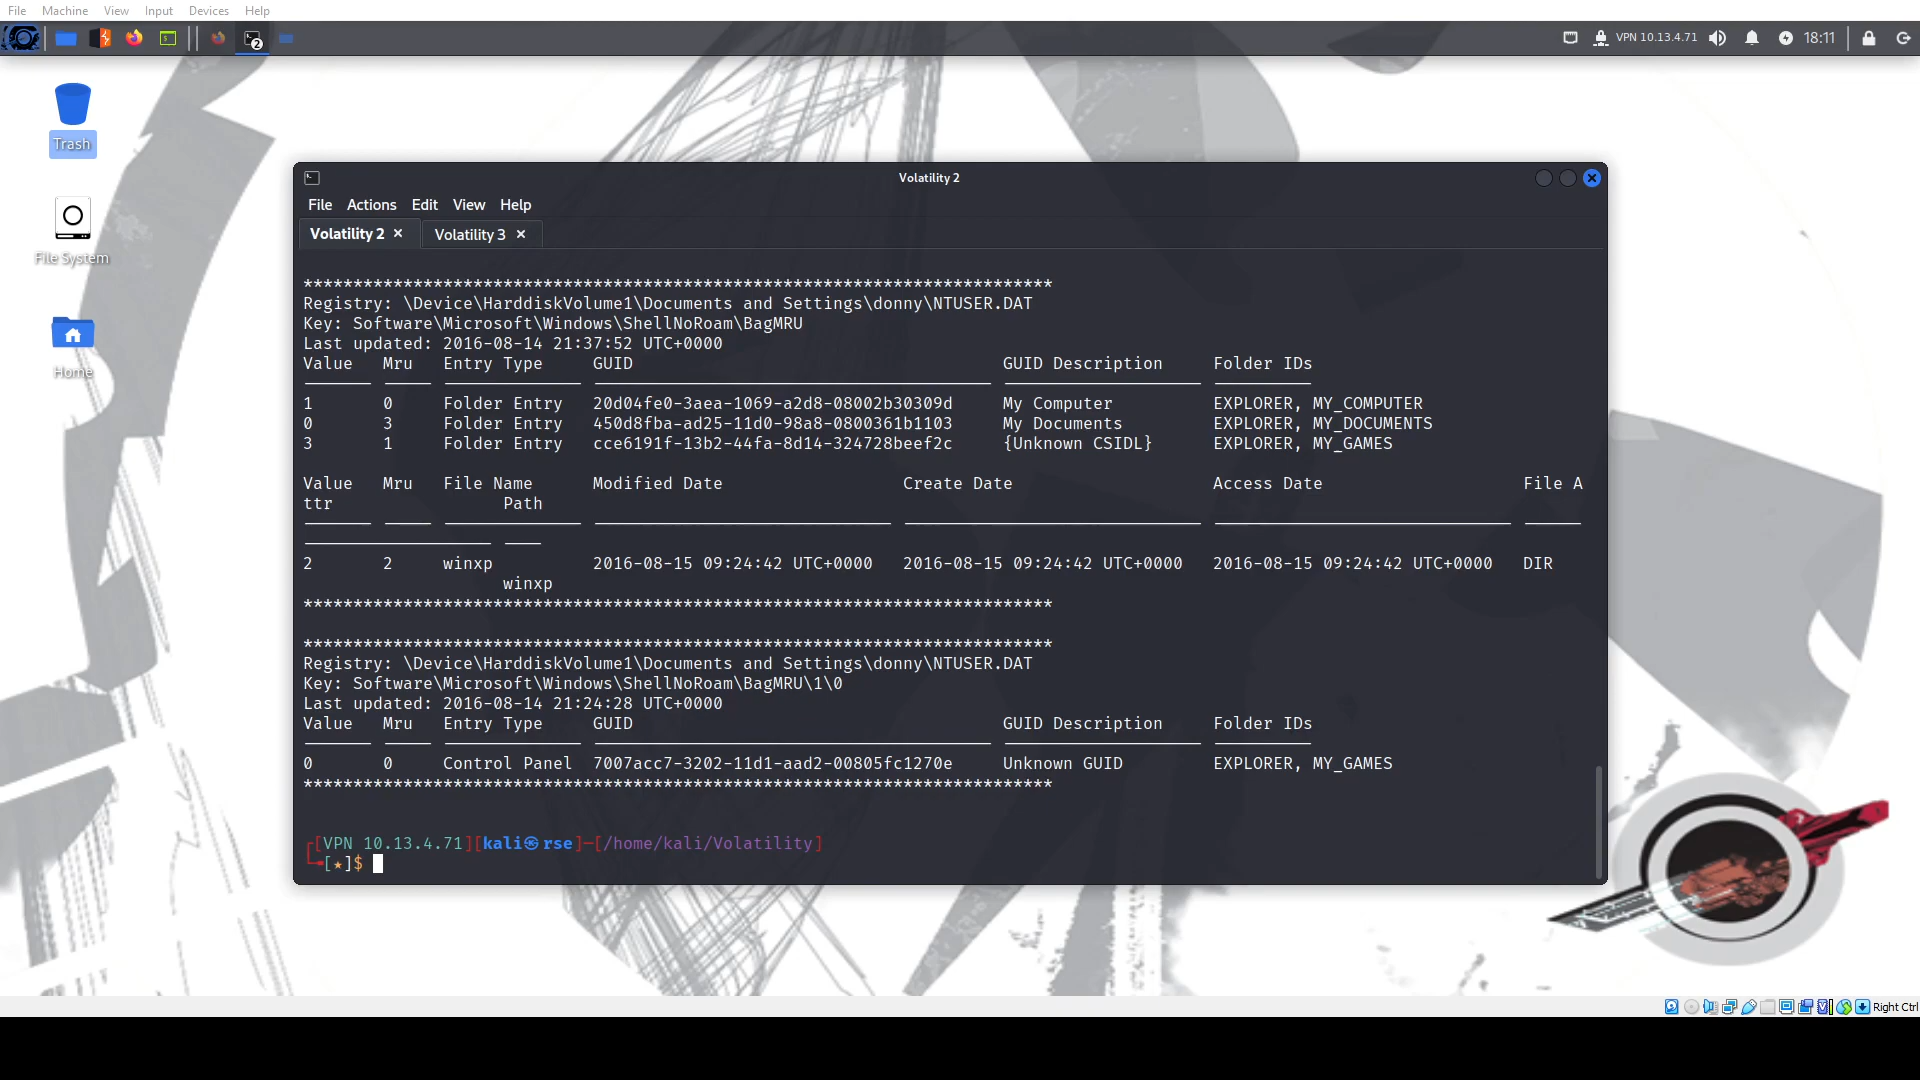 File Machine View Input Devices Help
VPN 10.13.4.71 18:11
Trash
File System
Home
Volatility 2
File Actions Edit View Help
Volatility 2 × Volatility 3 ×
***************************************************************************
Registry: \Device\HarddiskVolume1\Documents and Settings\donny\NTUSER.DAT
Key: Software\Microsoft\Windows\ShellNoRoam\BagMRU
Last updated: 2016-08-14 21:37:52 UTC+0000
Value Mru Entry Type GUID GUID Description Folder IDs
1 0 Folder Entry 20d04fe0-3aea-1069-a2d8-08002b30309d My Computer EXPLORER, MY_COMPUTER
0 3 Folder Entry 450d8fba-ad25-11d0-98a8-0800361b1103 My Documents EXPLORER, MY_DOCUMENTS
3 1 Folder Entry cce6191f-13b2-44fa-8d14-324728beef2c {Unknown CSIDL} EXPLORER, MY_GAMES
Value Mru File Name Modified Date Create Date Access Date File A
ttr Path
2 2 winxp 2016-08-15 09:24:42 UTC+0000 2016-08-15 09:24:42 UTC+0000 2016-08-15 09:24:42 UTC+0000 DIR
winxp
***************************************************************************
***************************************************************************
Registry: \Device\HarddiskVolume1\Documents and Settings\donny\NTUSER.DAT
Key: Software\Microsoft\Windows\ShellNoRoam\BagMRU\1\0
Last updated: 2016-08-14 21:24:28 UTC+0000
Value Mru Entry Type GUID GUID Description Folder IDs
0 0 Control Panel 7007acc7-3202-11d1-aad2-00805fc1270e Unknown GUID EXPLORER, MY_GAMES
***************************************************************************
┌[VPN 10.13.4.71][kali㉿rse]─[/home/kali/Volatility]
└╼[★]$
Right Ctrl